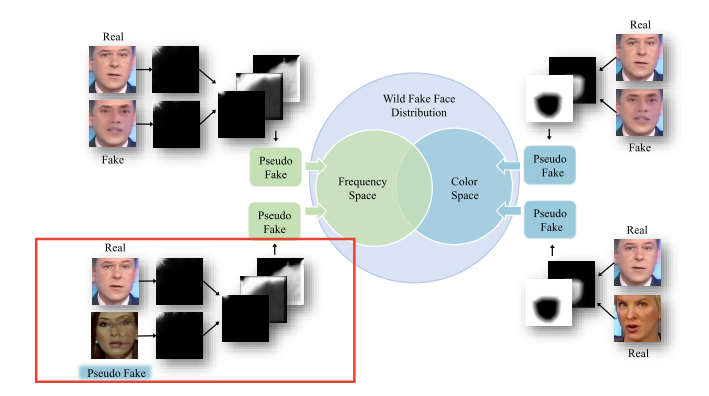 Real
Fake
Pseudo
Fake
Pseudo
Fake
Real
Pseudo Fake
Wild Fake Face
Distribution
Frequency
Space
Color
Space
Real
Fake
Pseudo
Fake
Pseudo
Fake
Real
Real